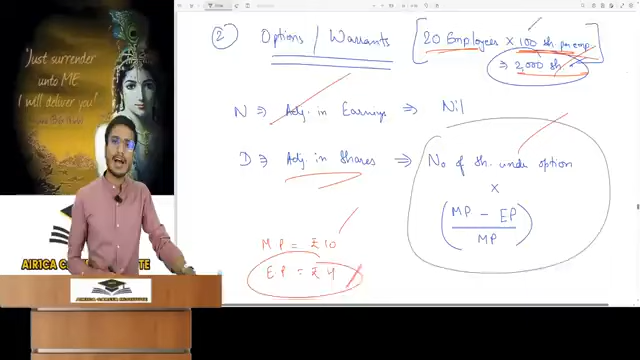 "Just surrender
unto ME
I will deliver you"
② Options / Warrants
[20 Employees × 100 sh. per emp.
⇒ 2,000 sh.
N ⇒ Adj. in Earnings ⇒ Nil
D ⇒ Adj. in Shares ⇒ No of sh. under option
×
(MP - EP / MP)
MP = ₹10
EP = ₹4
AIR1CA CAREER INSTITUTE